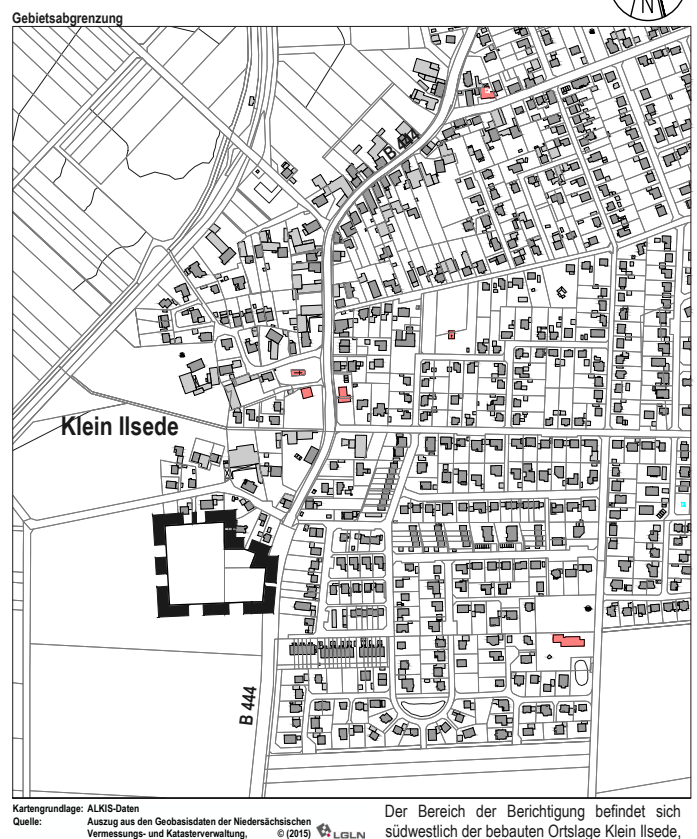 N
Gebietsabgrenzung
B 444
Klein Ilsede
B 444
Kartengrundlage: ALKIS-Daten
Quelle: Auszug aus den Geobasisdaten der Niedersächsischen
Vermessungs- und Katasterverwaltung, © (2015) LGLN
Der Bereich der Berichtigung befindet sich
südwestlich der bebauten Ortslage Klein Ilsede,